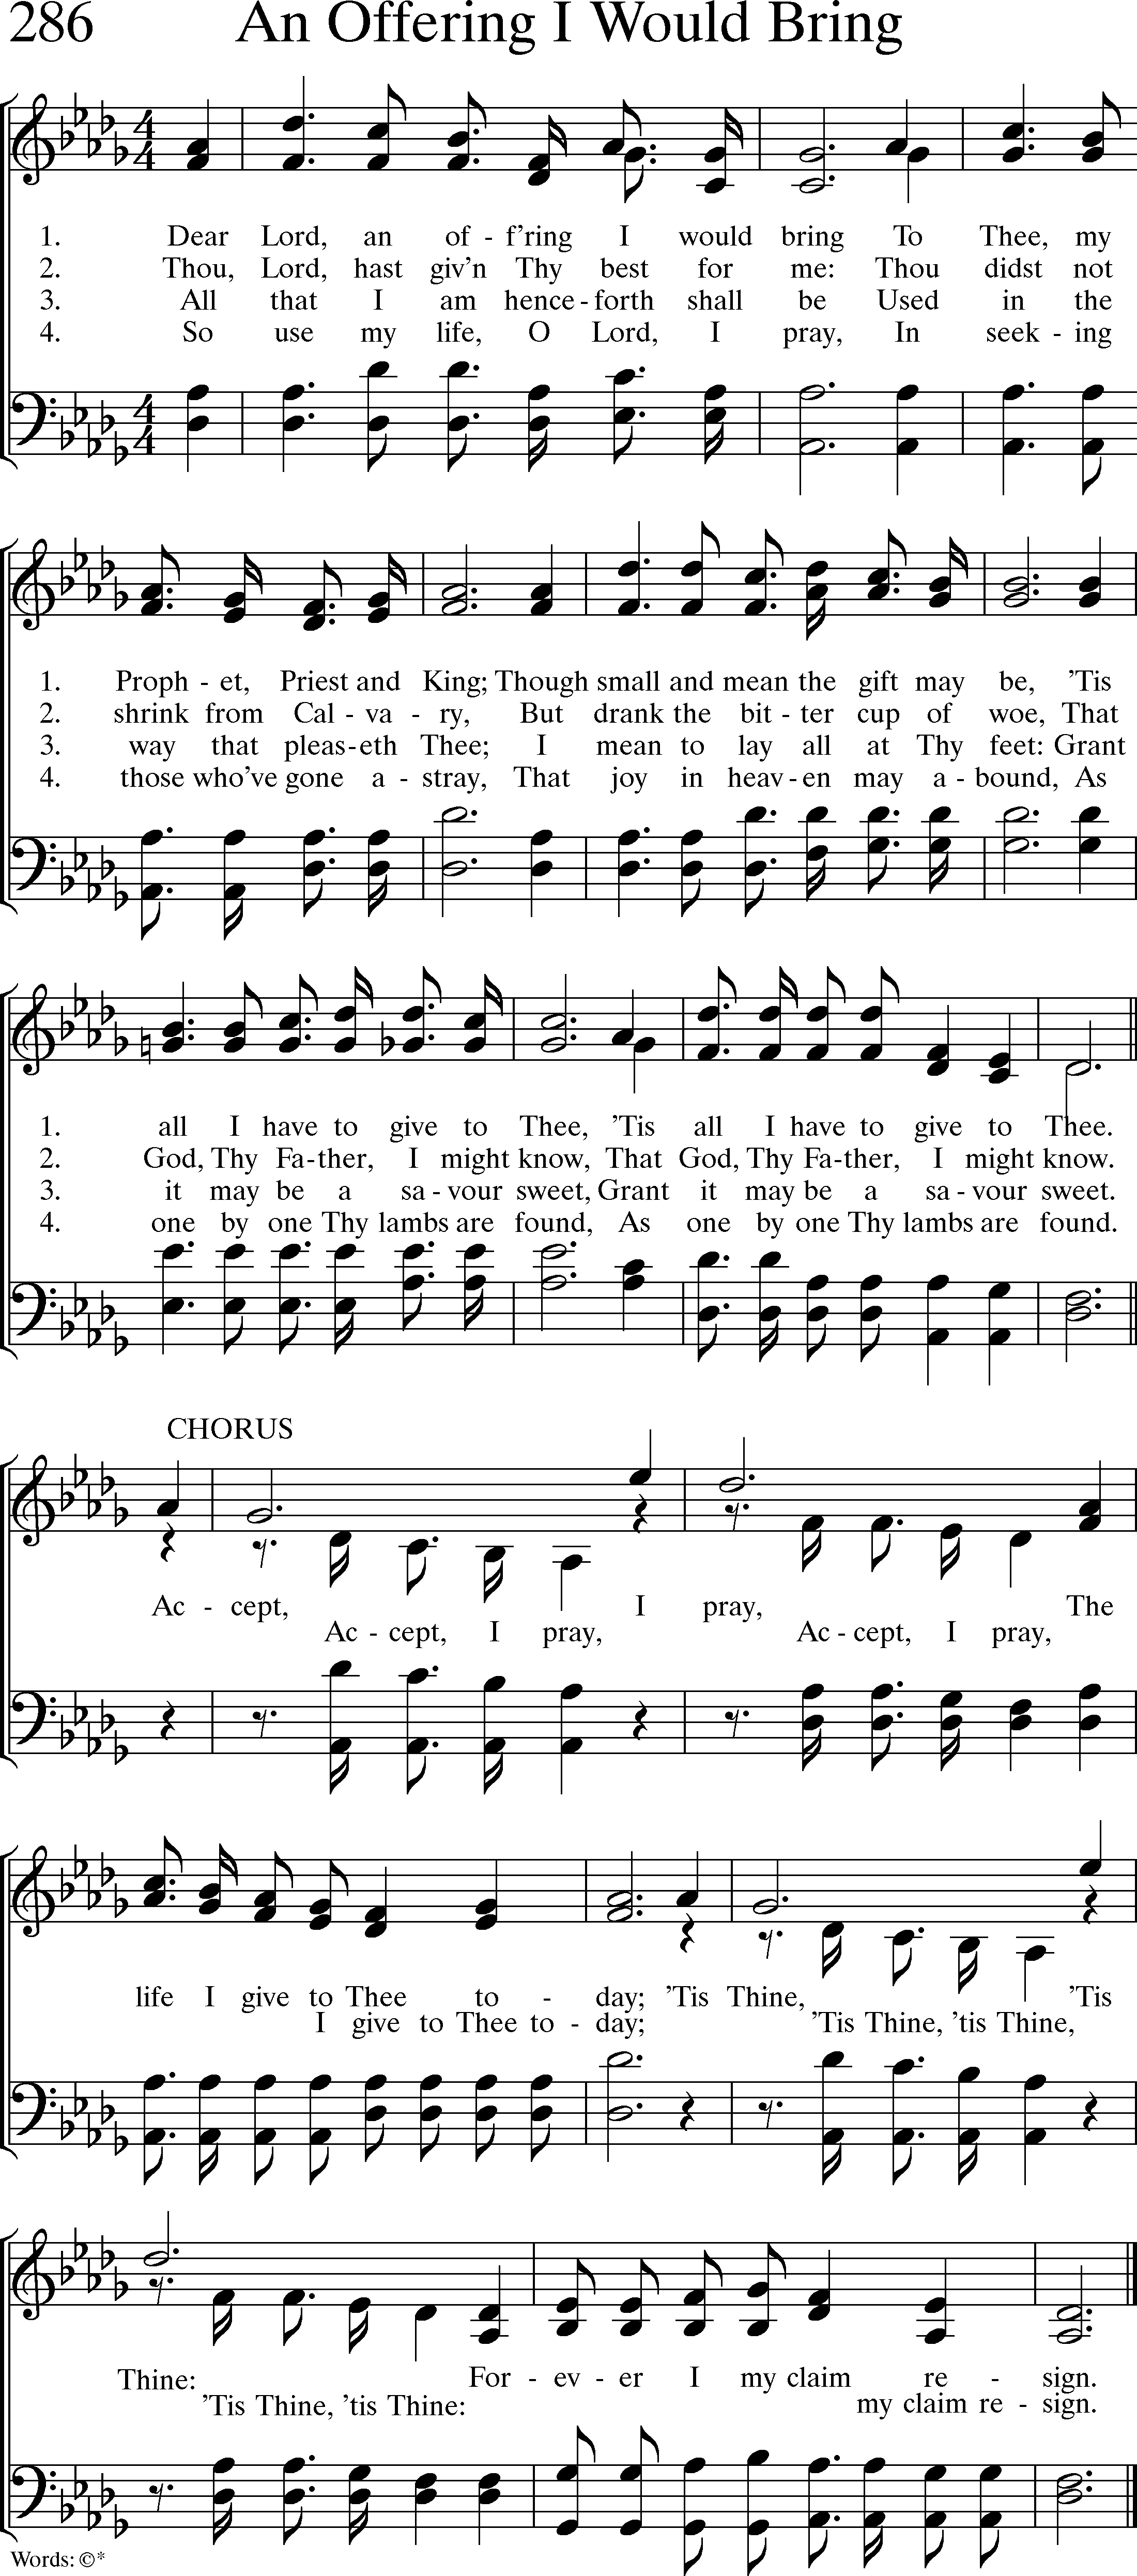 286 An Offering I Would Bring
1. Dear Lord, an of - f'ring I would bring To Thee, my
2. Thou, Lord, hast giv'n Thy best for me: Thou didst not
3. All that I am hence - forth shall be Used in the
4. So use my life, O Lord, I pray, In seek - ing
1. Proph - et, Priest and King; Though small and mean the gift may be, 'Tis
2. shrink from Cal - va - ry, But drank the bit - ter cup of woe, That
3. way that pleas - eth Thee; I mean to lay all at Thy feet: Grant
4. those who've gone a - stray, That joy in heav - en may a - bound, As
1. all I have to give to Thee, 'Tis all I have to give to Thee.
2. God, Thy Fa - ther, I might know, That God, Thy Fa - ther, I might know.
3. it may be a sa - vour sweet, Grant it may be a sa - vour sweet.
4. one by one Thy lambs are found, As one by one Thy lambs are found.
CHORUS
Ac - cept, I pray, The
Ac - cept, I pray, Ac - cept, I pray,
life I give to Thee to - day; 'Tis Thine, 'Tis
I give to Thee to - day; 'Tis Thine, 'tis Thine,
Thine: For - ev - er I my claim re - sign.
'Tis Thine, 'tis Thine: my claim re - sign.
Words: ©*